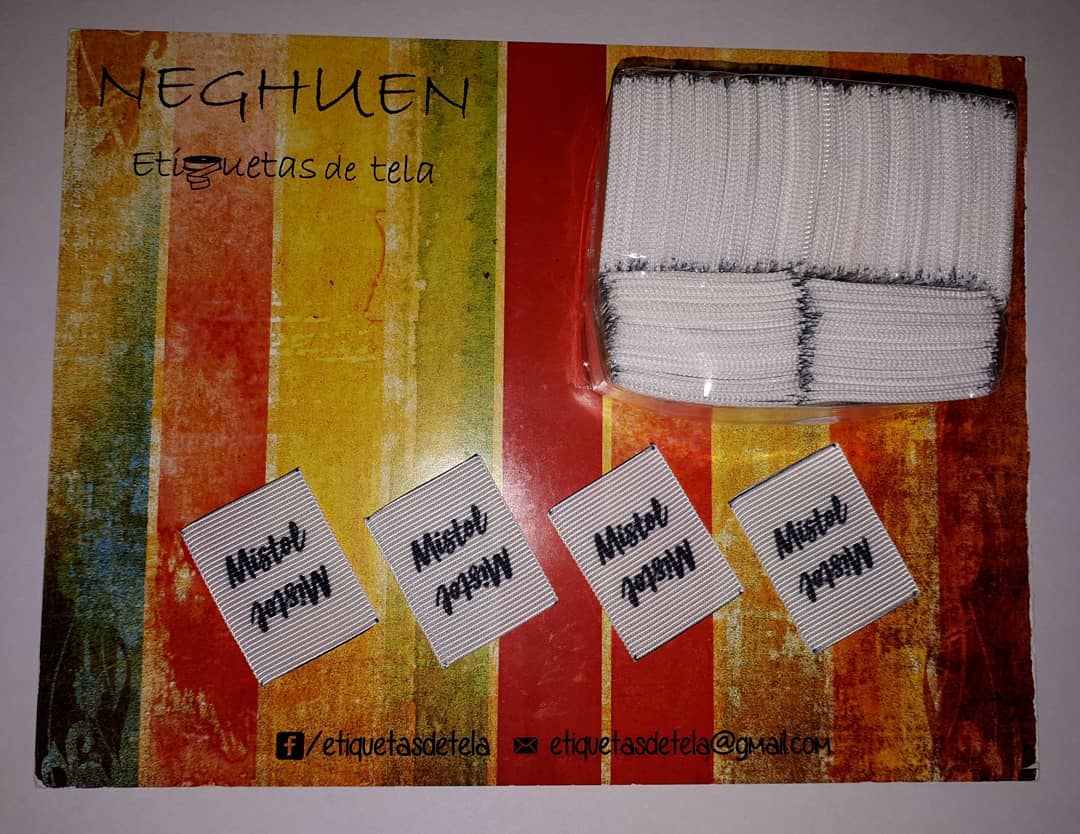 NEGHUEN
Etiquetas de tela
Mistol
Mistol
Mistol
Mistol
Mistol
Mistol
Mistol
Mistol
/etiquetasdetela
etiquetasdetela@gmail.com